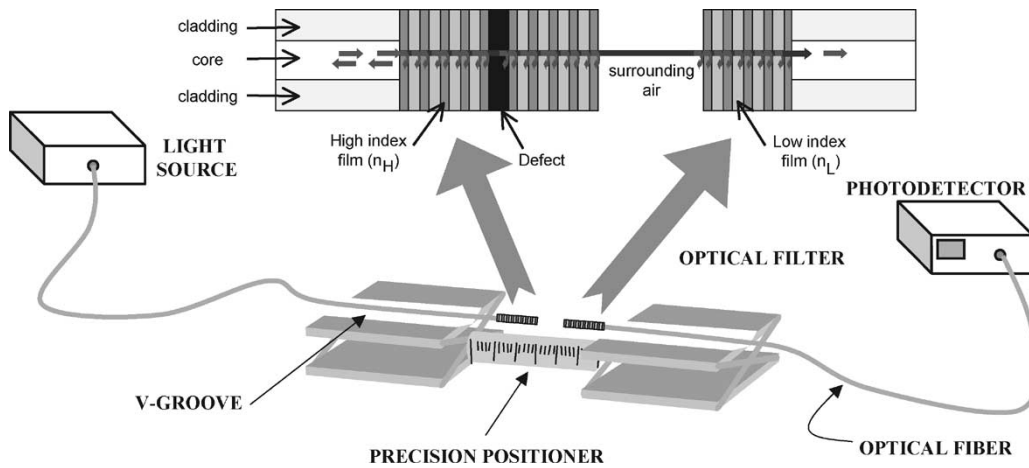 cladding
core
cladding
surrounding
air
High index
film (nH)
Defect
Low index
film (nL)
LIGHT
SOURCE
PHOTODETECTOR
OPTICAL FILTER
V-GROOVE
PRECISION POSITIONER
OPTICAL FIBER